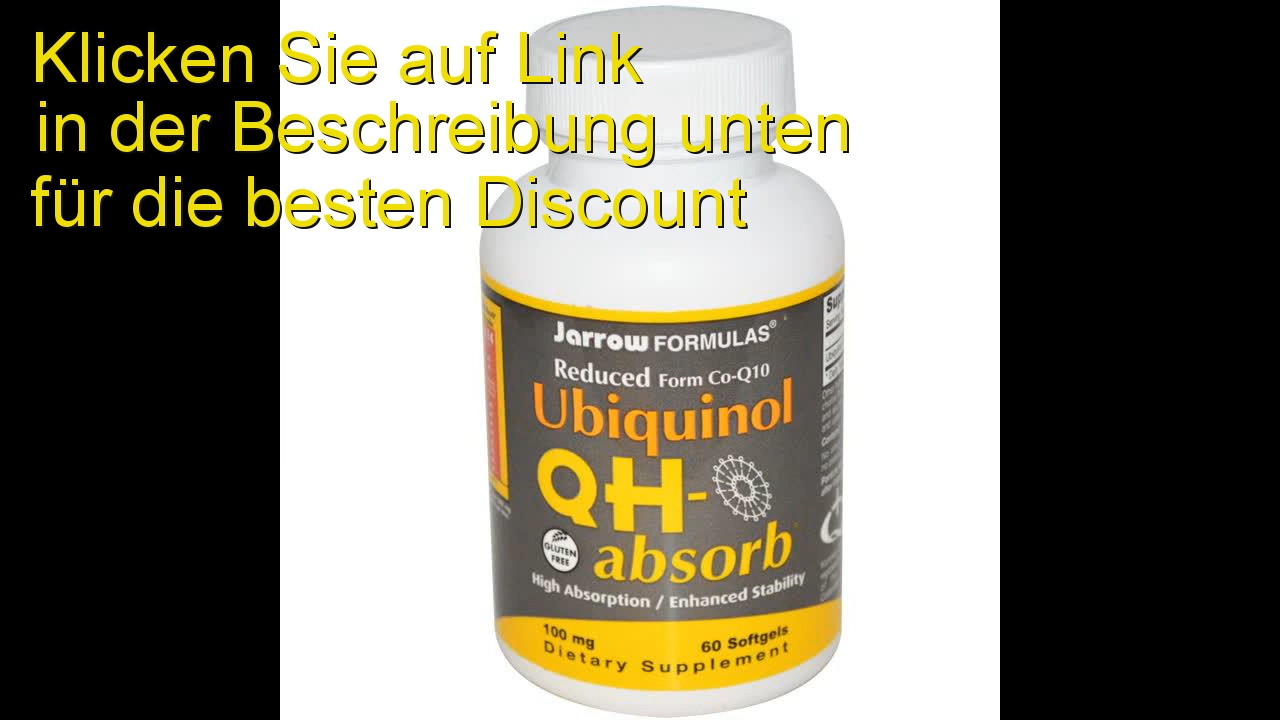 Klicken Sie auf Link
in der Beschreibung unten
für die besten Discount
Jarrow FORMULAS®
Reduced Form Co-Q10
Ubiquinol
QH-
absorb
GLUTEN
FREE
High Absorption / Enhanced Stability
100 mg 60 Softgels
Dietary Supplement